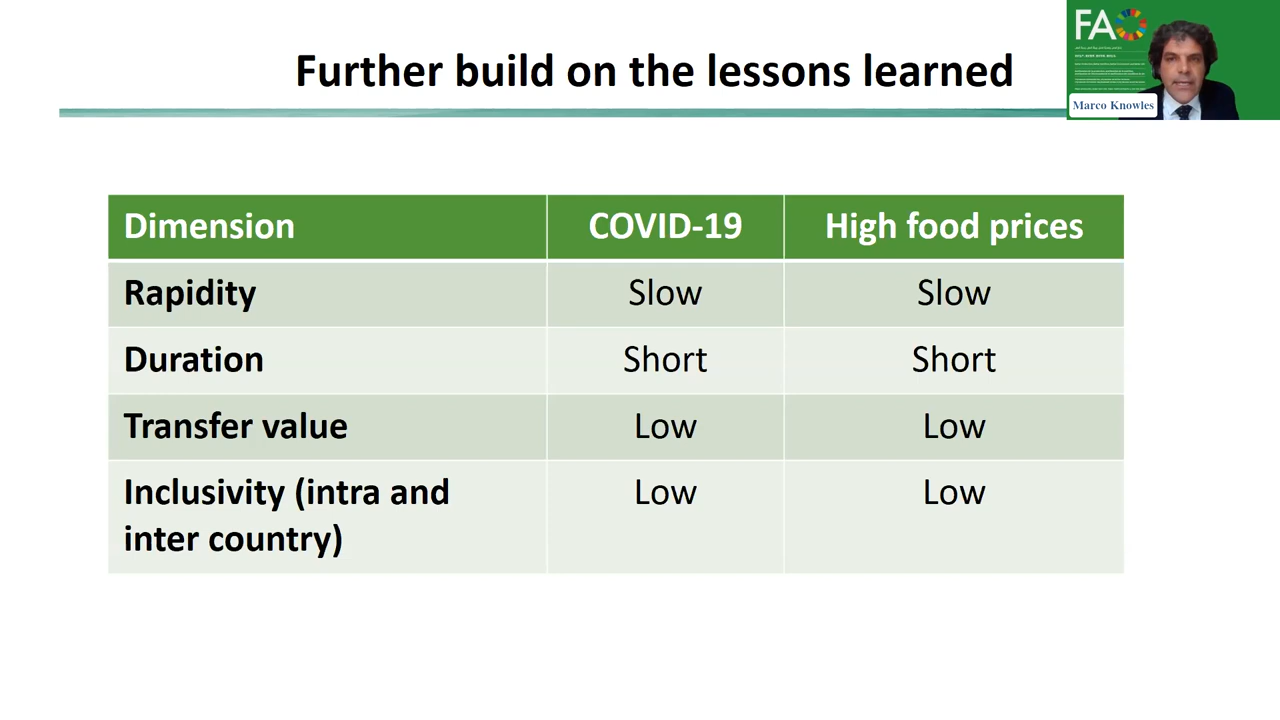 Further build on the lessons learned
FAO
Marco Knowles
Dimension COVID-19 High food prices
Rapidity Slow Slow
Duration Short Short
Transfer value Low Low
Inclusivity (intra and Low Low
inter country)